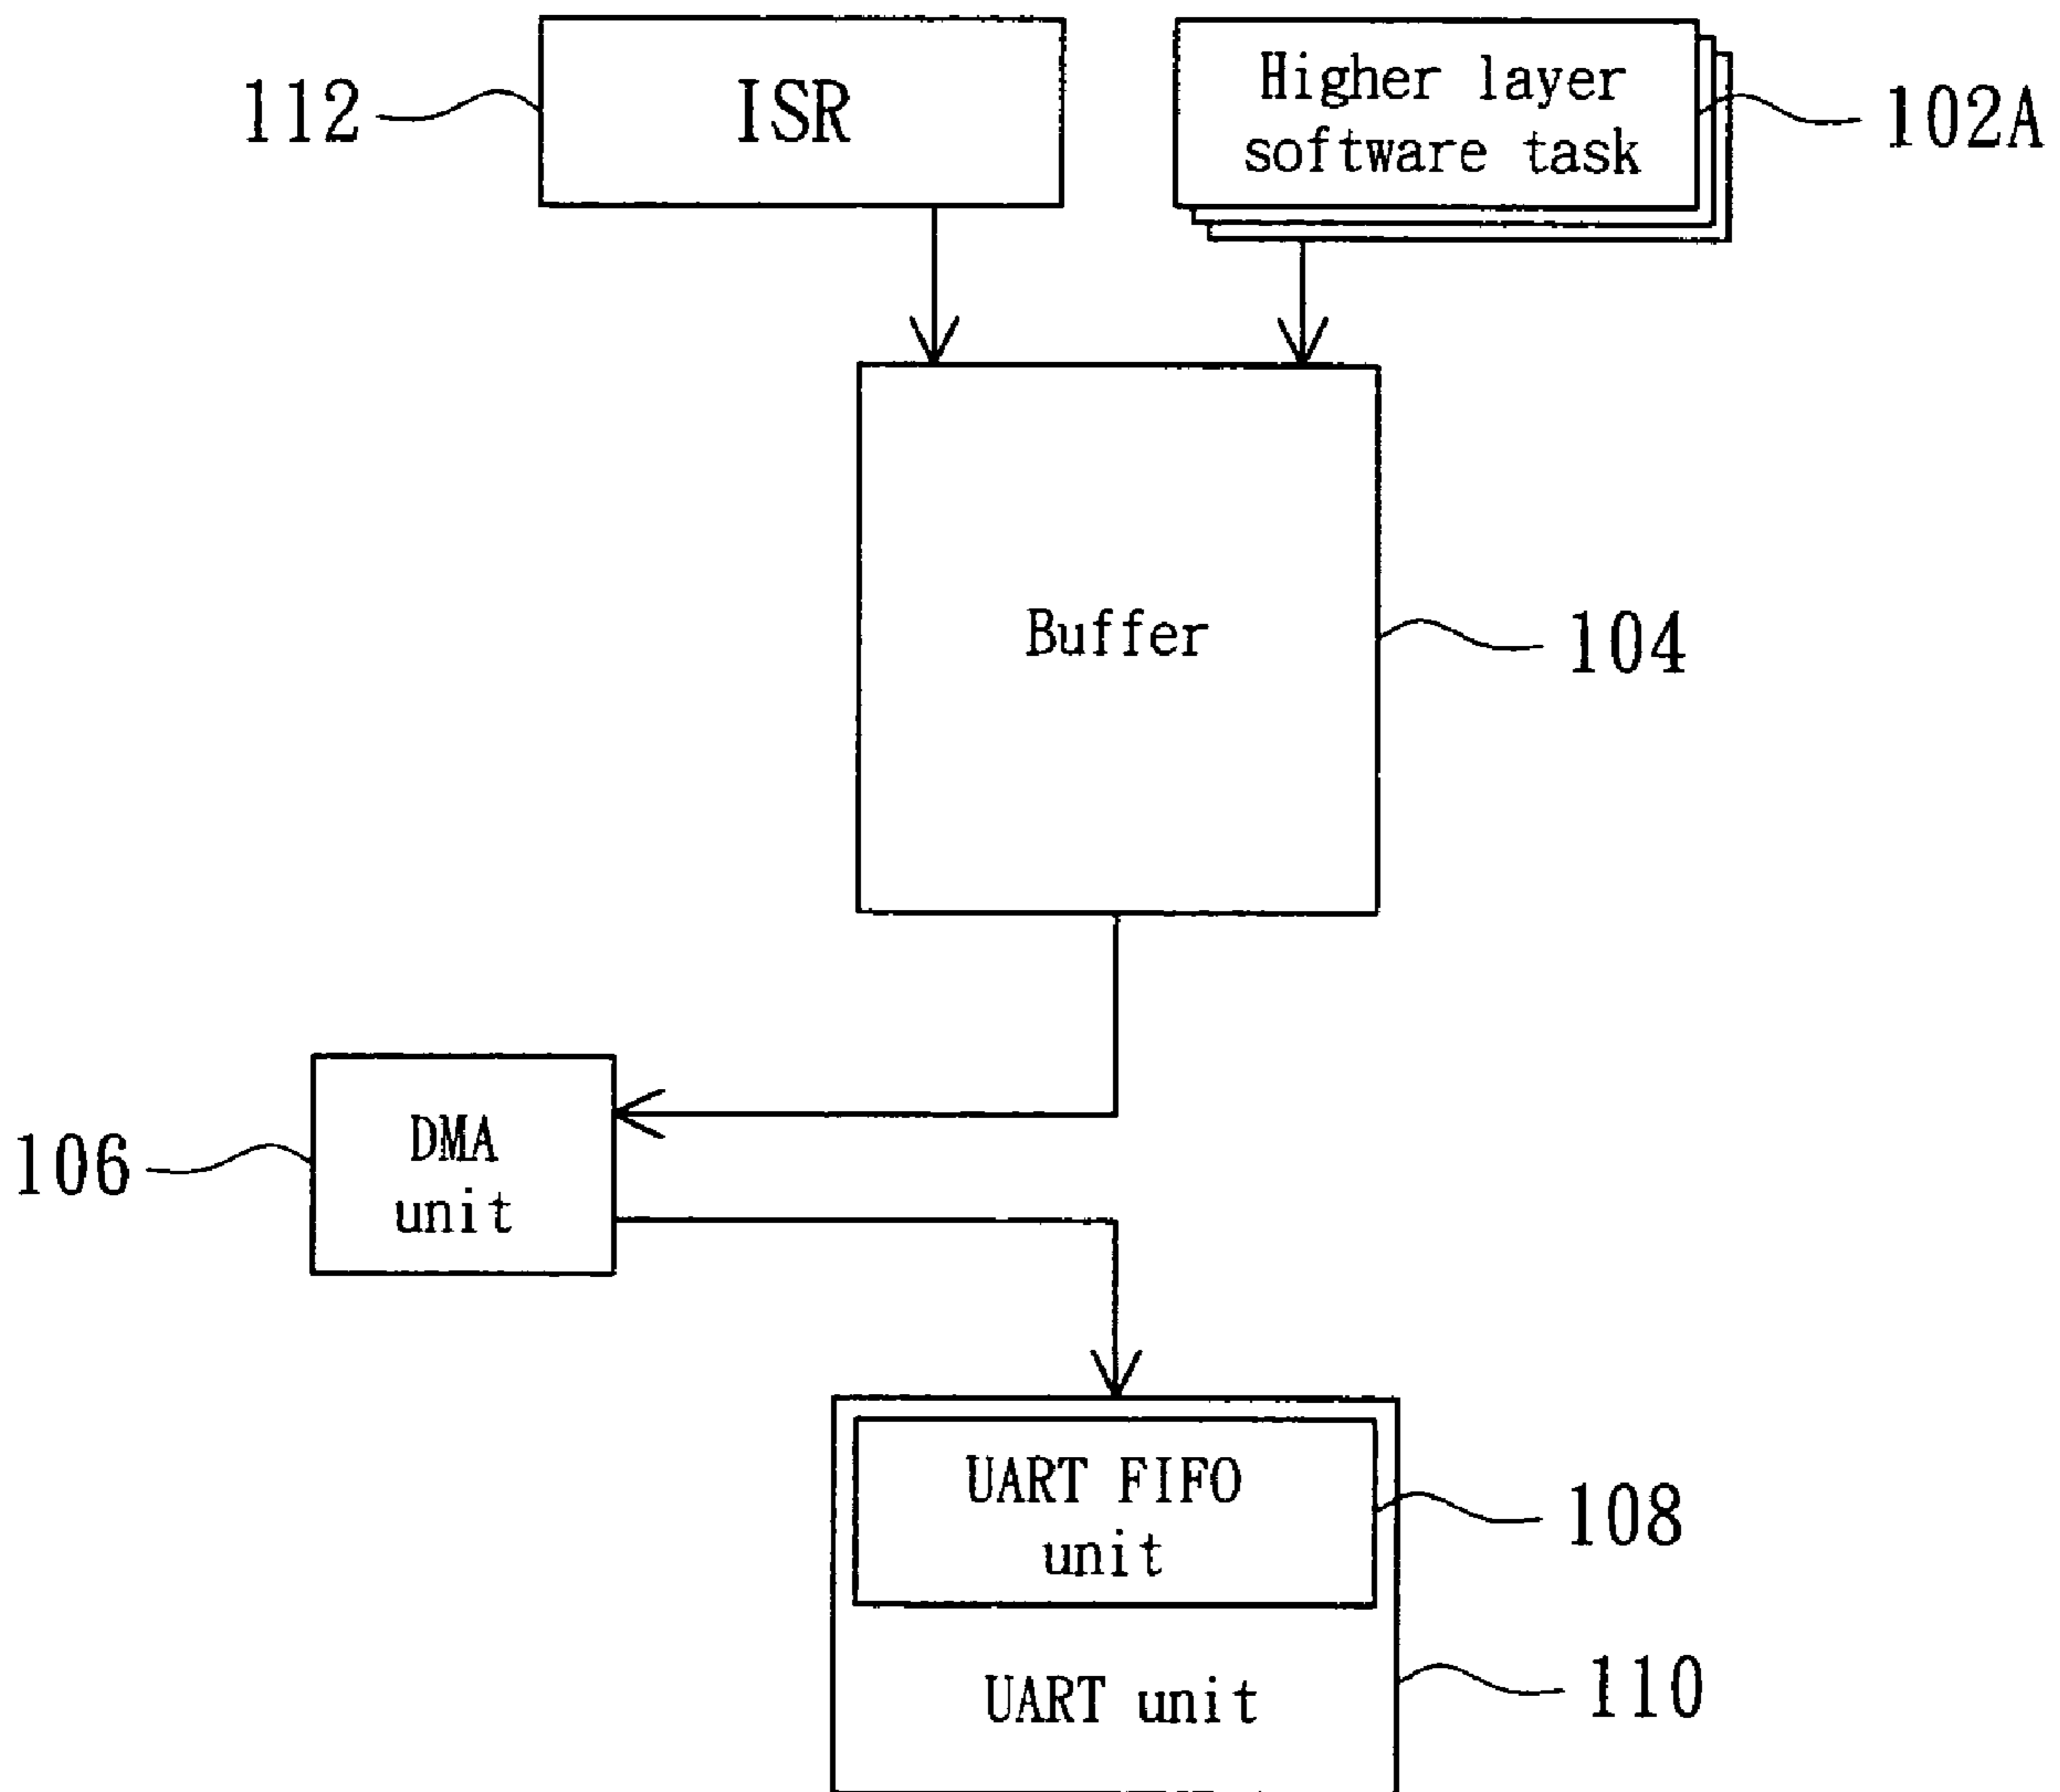 112
ISR
Higher layer
software task
102A
Buffer
104
106
DMA
unit
UART FIFO
unit
108
UART unit
110